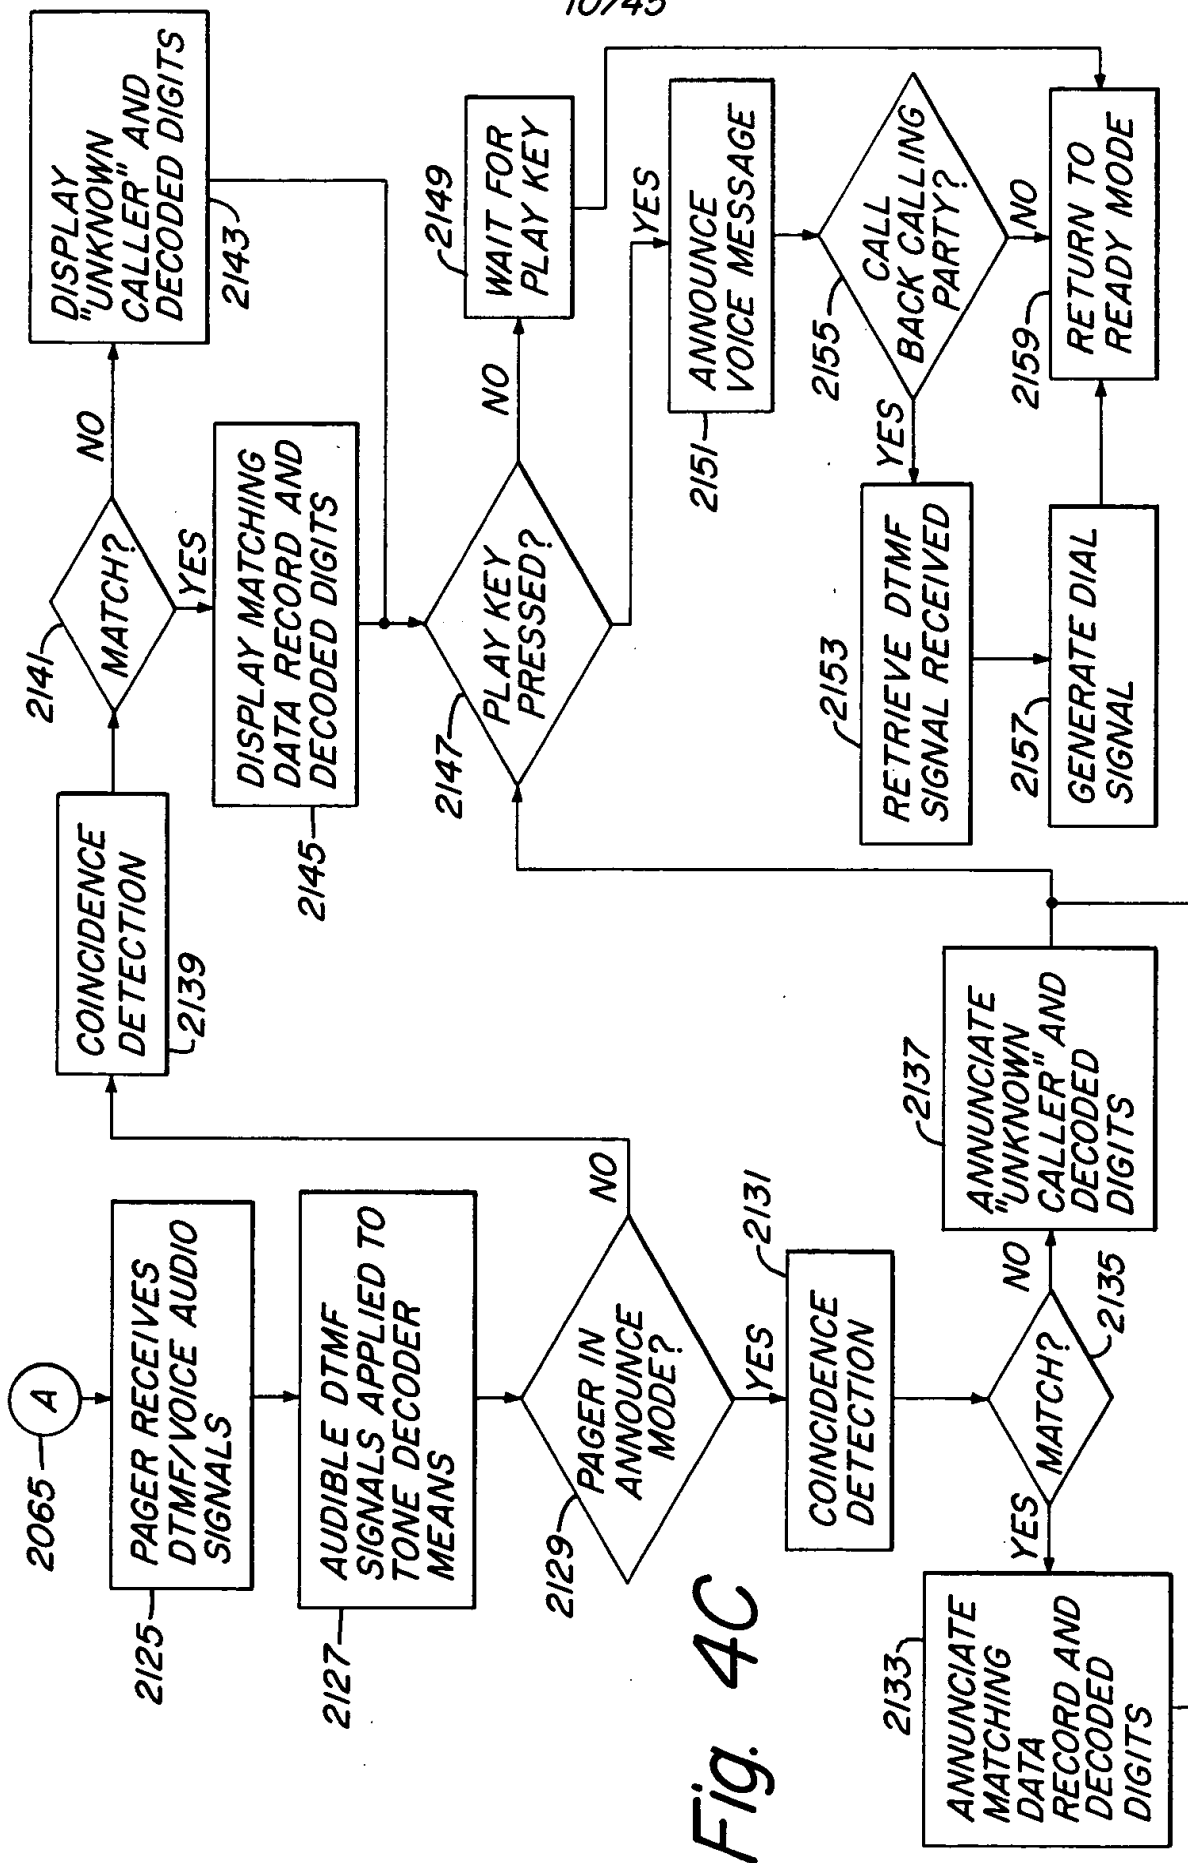 10/45
2065
A
2125
PAGER RECEIVES
DTMF/VOICE AUDIO
SIGNALS
2127
AUDIBLE DTMF
SIGNALS APPLIED TO
TONE DECODER
MEANS
2129
PAGER IN
ANNOUNCE
MODE?
NO
YES
2131
COINCIDENCE
DETECTION
MATCH?
2135
YES
NO
2133
ANNUNCIATE
MATCHING
DATA
RECORD AND
DECODED
DIGITS
2137
ANNUNCIATE
"UNKNOWN
CALLER" AND
DECODED
DIGITS
COINCIDENCE
DETECTION
2139
2141
MATCH?
NO
YES
DISPLAY
"UNKNOWN
CALLER" AND
DECODED DIGITS
2143
DISPLAY MATCHING
DATA RECORD AND
DECODED DIGITS
2145
2147
PLAY KEY
PRESSED?
NO
YES
2149
WAIT FOR
PLAY KEY
ANNOUNCE
VOICE MESSAGE
2151
CALL
BACK CALLING
PARTY?
2155
YES
NO
2153
RETRIEVE DTMF
SIGNAL RECEIVED
2157
GENERATE DIAL
SIGNAL
2159
RETURN TO
READY MODE
Fig. 4C